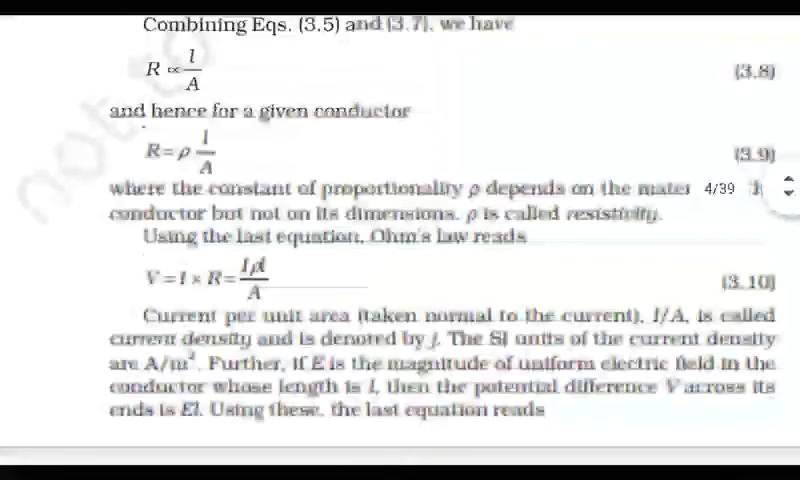 not to
Combining Eqs. (3.5) and (3.7), we have
R ∝ l/A (3.8)
and hence for a given conductor
R = ρ l/A (3.9)
where the constant of proportionality ρ depends on the mater 4/39
conductor but not on its dimensions. ρ is called resistivity.
Using the last equation, Ohm's law reads
V = I × R = Iρl/A (3.10)
Current per unit area (taken normal to the current), I/A, is called
current density and is denoted by j. The SI units of the current density
are A/m². Further, if E is the magnitude of uniform electric field in the
conductor whose length is l, then the potential difference V across its
ends is El. Using these, the last equation reads